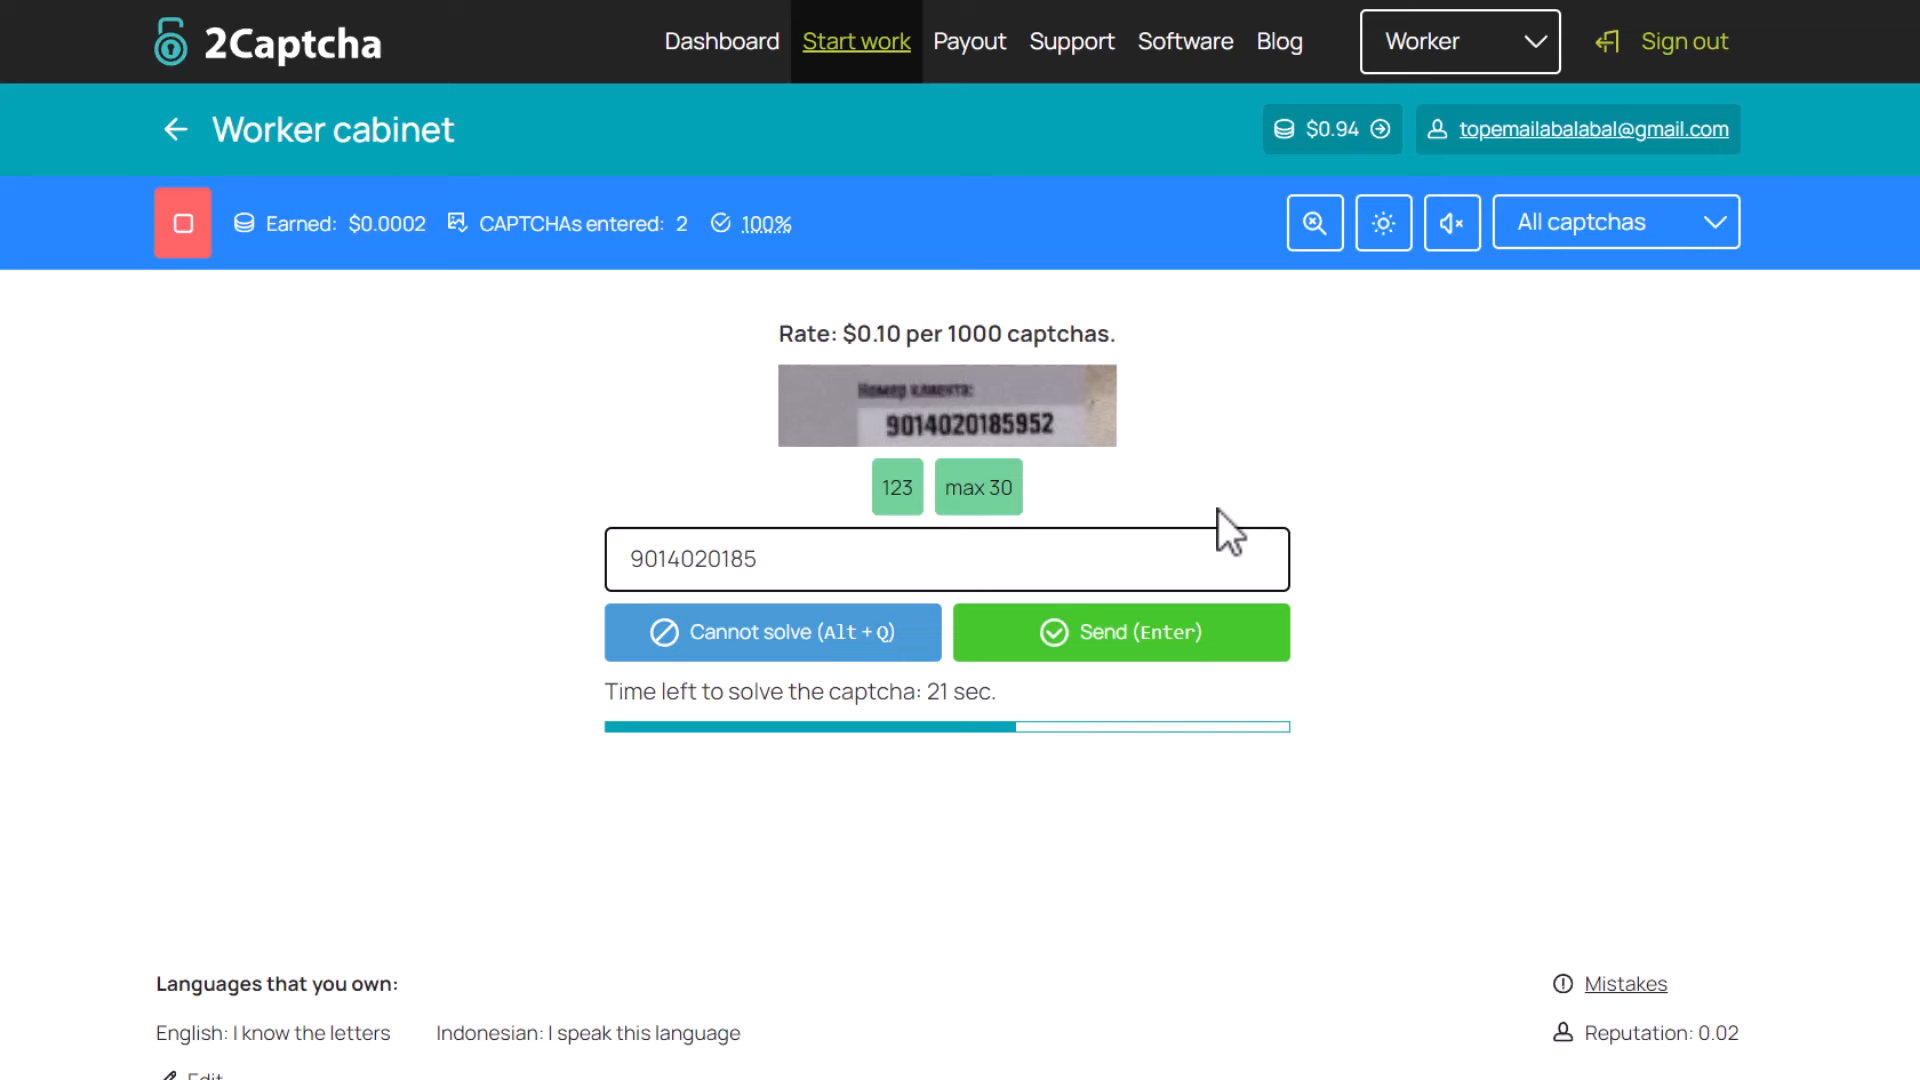 2Captcha
Dashboard
Start work
Payout
Support
Software
Blog
Worker
Sign out
Worker cabinet
$0.94
topemailabalabal@gmail.com
Earned: $0.0002
CAPTCHAs entered: 2
100%
All captchas
Rate: $0.10 per 1000 captchas.
Номер клиента:
9014020185952
123
max 30
9014020185
Cannot solve (Alt + Q)
Send (Enter)
Time left to solve the captcha: 21 sec.
Languages that you own:
Mistakes
English: I know the letters
Indonesian: I speak this language
Reputation: 0.02
Edit